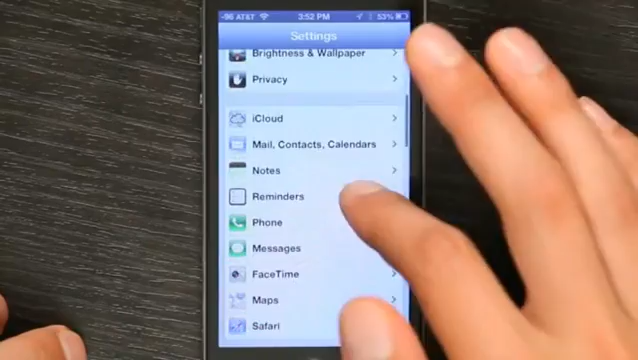 -96 AT&T 3:52 PM 53%
Settings
Brightness & Wallpaper
Privacy
iCloud
Mail, Contacts, Calendars
Notes
Reminders
Phone
Messages
FaceTime
Maps
Safari